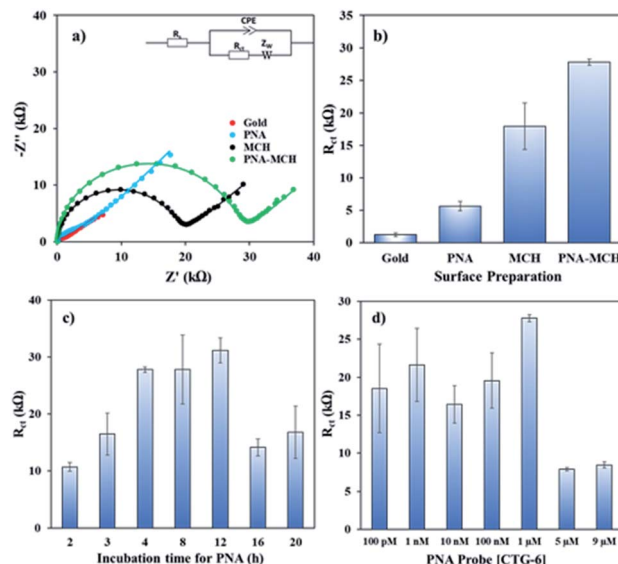 a)
CPE
Rs
Rct
Zw
W
Gold
PNA
MCH
PNA-MCH
-Z'' (kΩ)
40
30
20
10
0
0 10 20 30 40
Z' (kΩ)
b)
Rct (kΩ)
35
30
25
20
15
10
5
0
Gold PNA MCH PNA-MCH
Surface Preparation
c)
Rct (kΩ)
40
30
20
10
0
2 3 4 8 12 16 20
Incubation time for PNA (h)
d)
Rct (kΩ)
30
25
20
15
10
5
0
100 pM 1 nM 10 nM 100 nM 1 µM 5 µM 9 µM
PNA Probe [CTG-6]